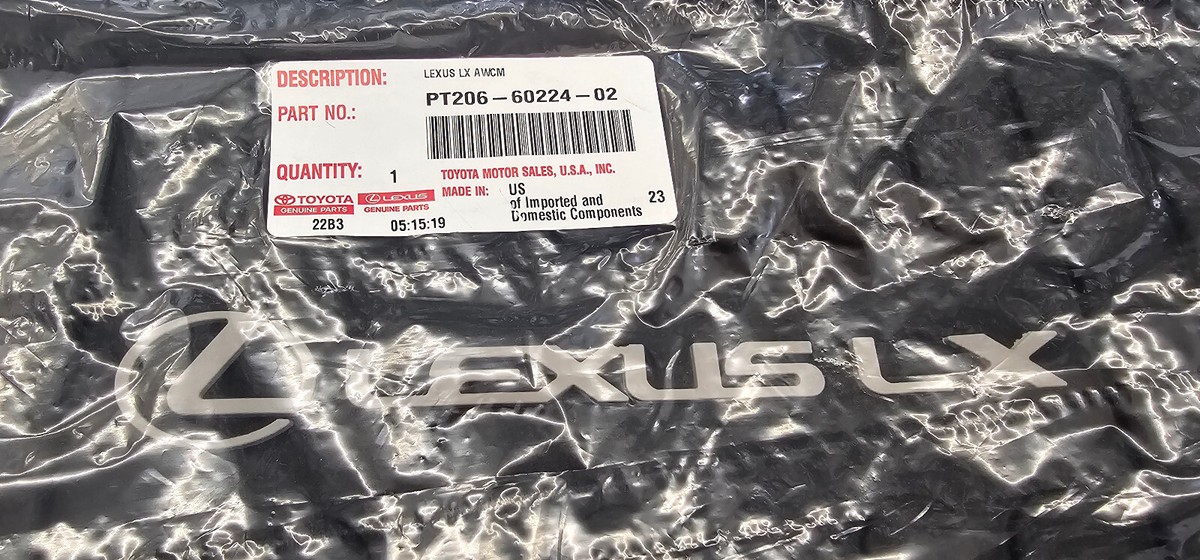 DESCRIPTION: LEXUS LX AWCM
PART NO.: PT206-60224-02
QUANTITY: 1
TOYOTA MOTOR SALES, U.S.A., INC.
MADE IN: US
of Imported and
Domestic Components 23
TOYOTA LEXUS
GENUINE PARTS GENUINE PARTS
22B3 05:15:19
LEXUS LX